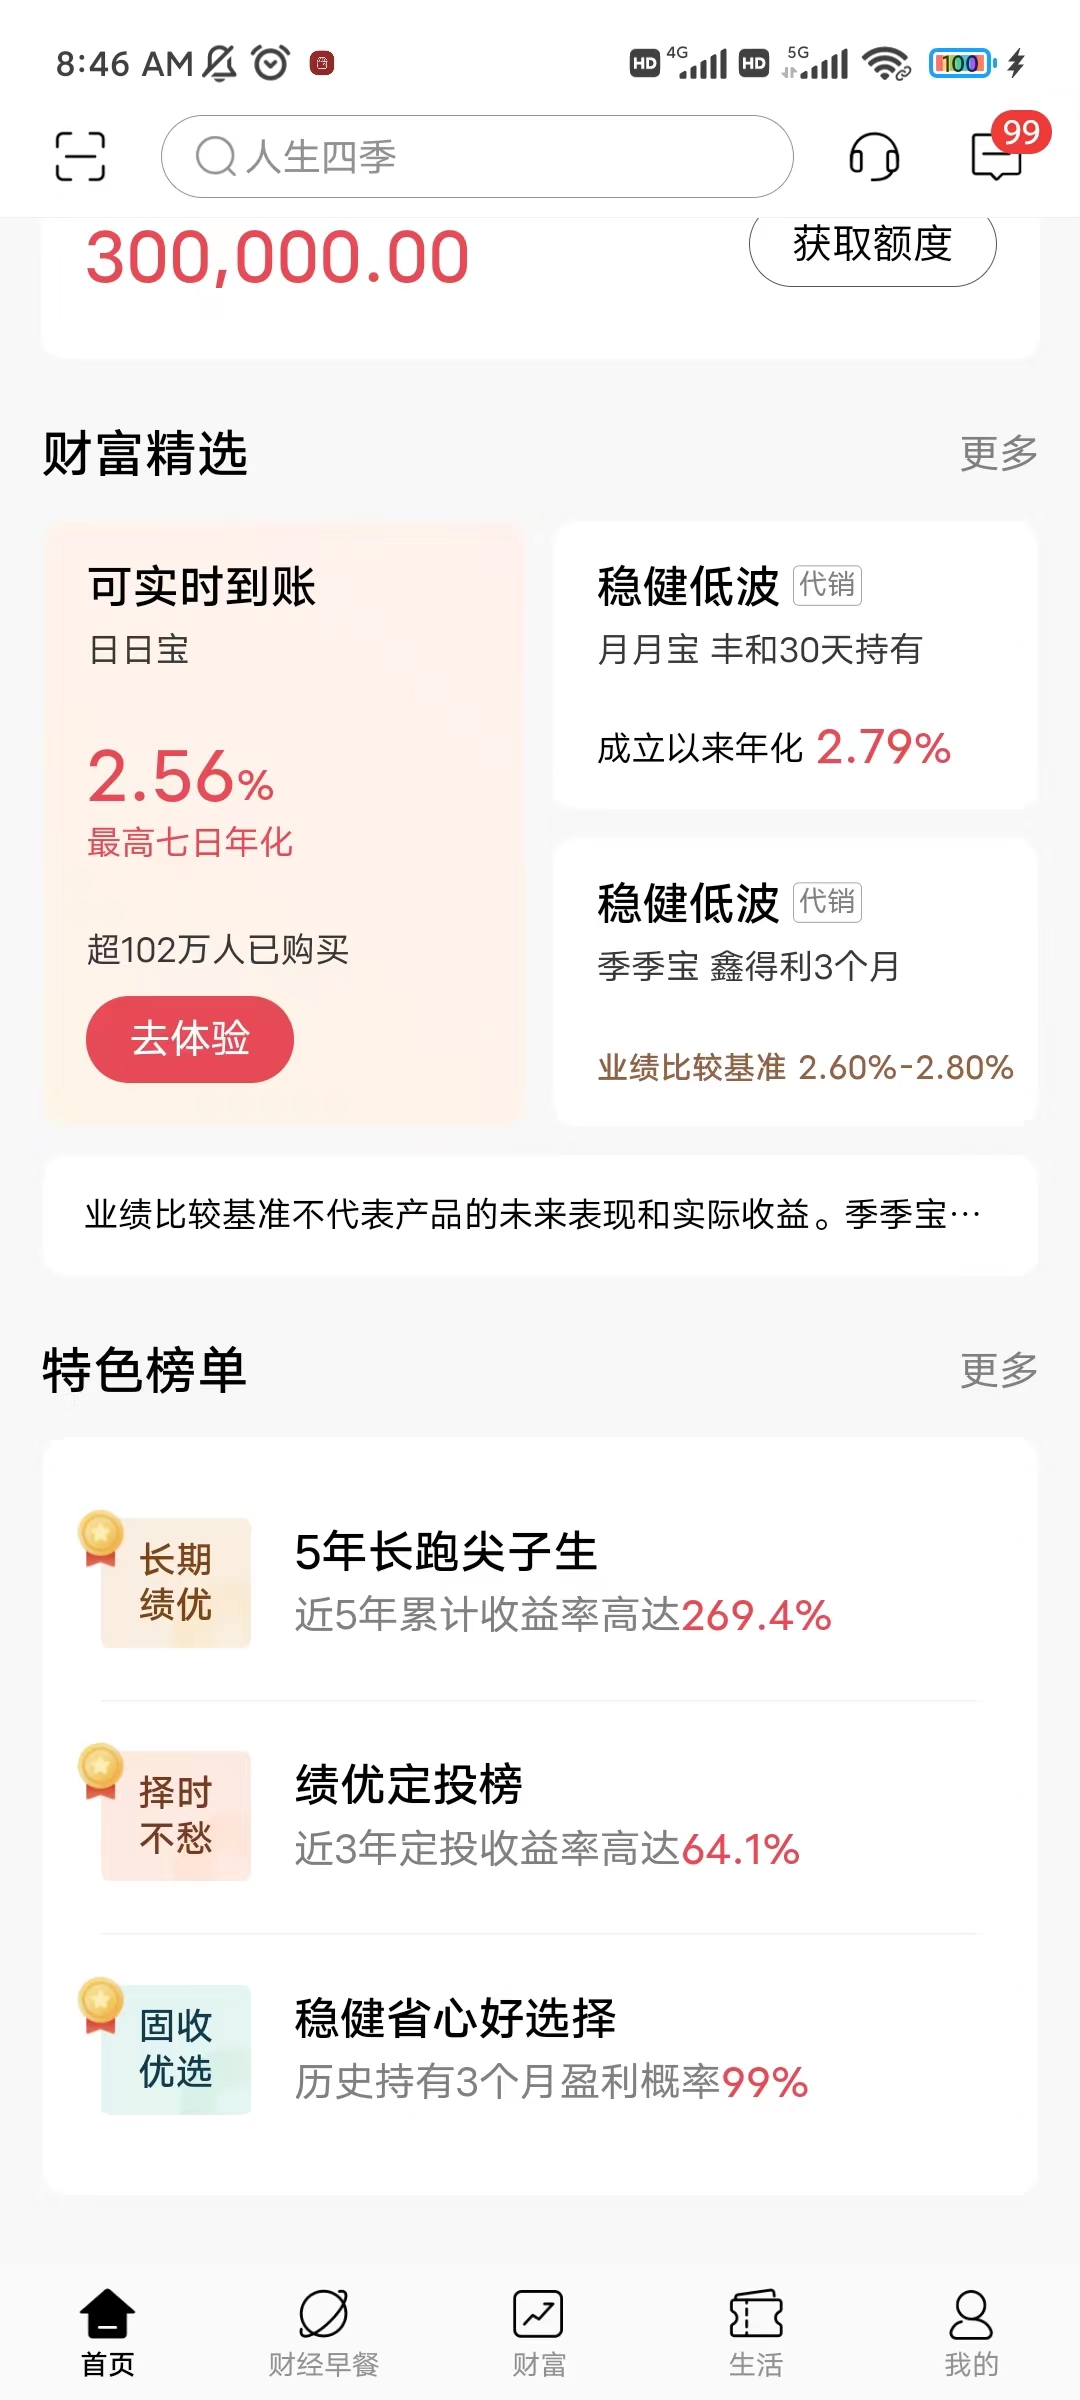 8:46 AM
HD 4G HD 5G 100
人生四季
99
300,000.00
获取额度
财富精选
更多
可实时到账
日日宝
2.56%
最高七日年化
超102万人已购买
去体验
稳健低波 代销
月月宝 丰和30天持有
成立以来年化 2.79%
稳健低波 代销
季季宝 鑫得利3个月
业绩比较基准 2.60%-2.80%
业绩比较基准不代表产品的未来表现和实际收益。季季宝…
特色榜单
更多
长期
绩优
5年长跑尖子生
近5年累计收益率高达269.4%
择时
不愁
绩优定投榜
近3年定投收益率高达64.1%
固收
优选
稳健省心好选择
历史持有3个月盈利概率99%
首页
财经早餐
财富
生活
我的